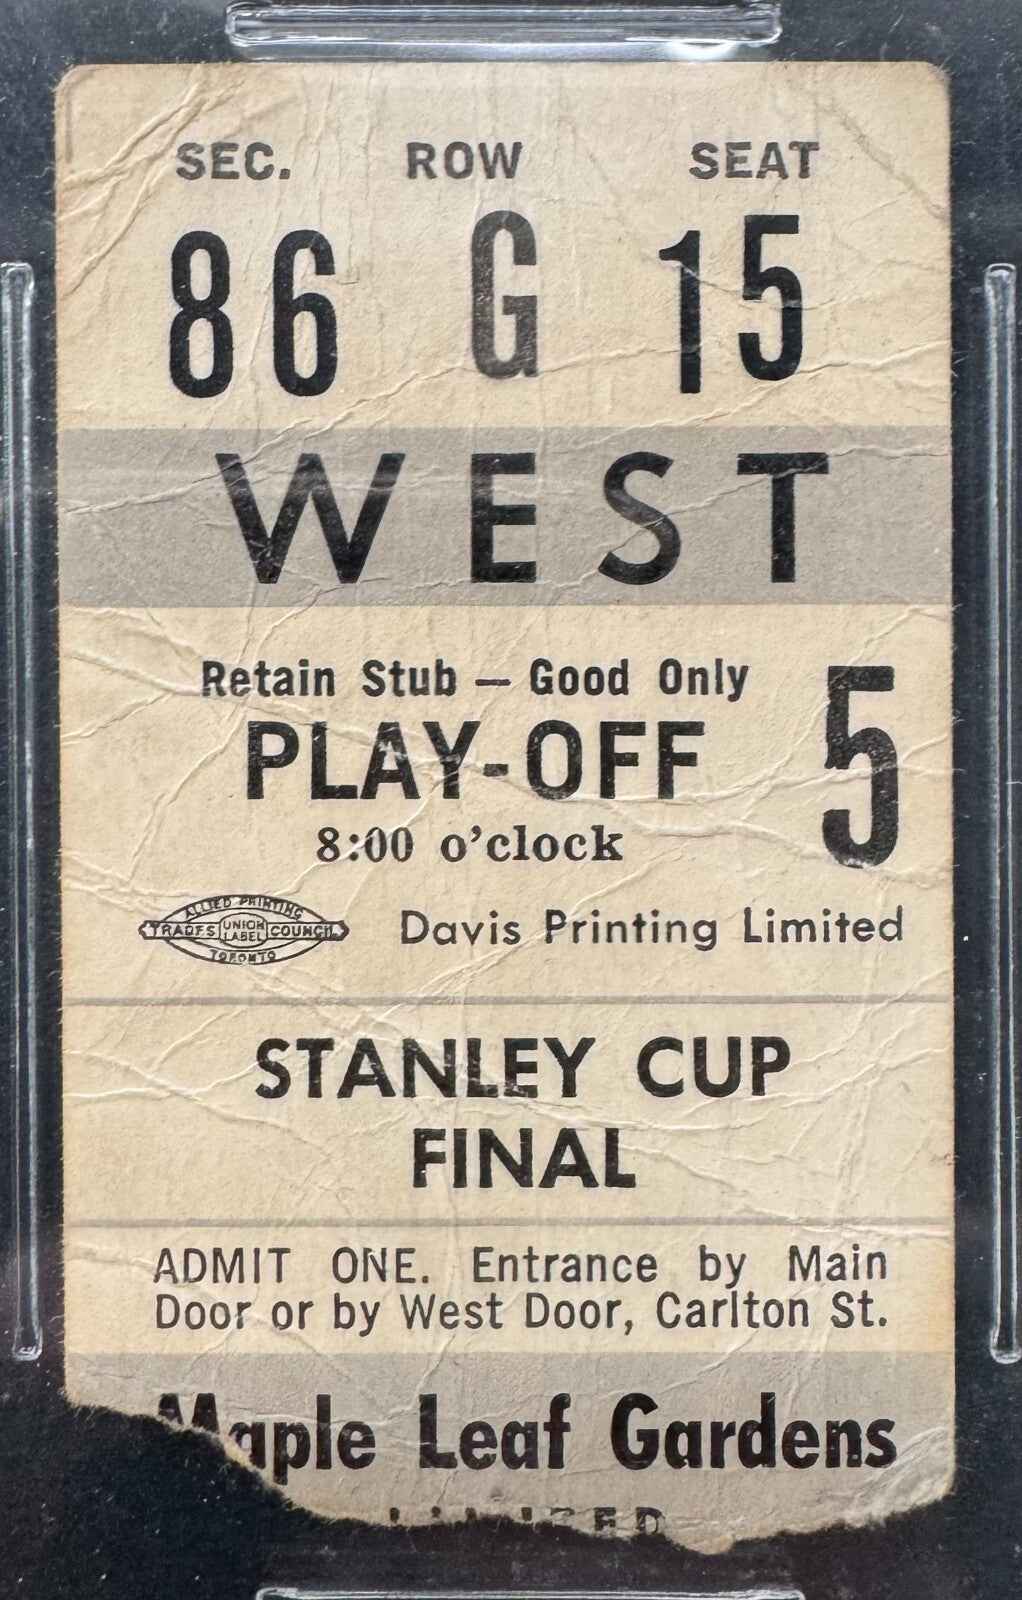 SEC. ROW SEAT
86 G 15
WEST
Retain Stub — Good Only
PLAY-OFF 5
8:00 o'clock
ALLIED PRINTING
TRADES UNION LABEL COUNCIL
TORONTO
Davis Printing Limited
STANLEY CUP
FINAL
ADMIT ONE. Entrance by Main
Door or by West Door, Carlton St.
Maple Leaf Gardens
LIMITED